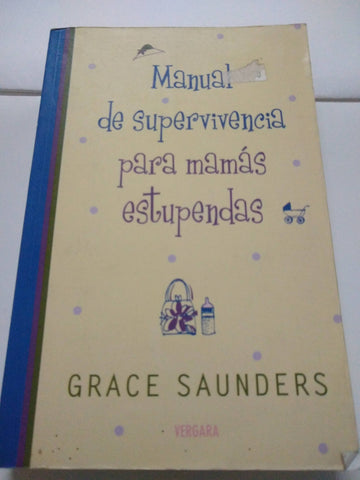 Manual
de supervivencia
para mamás
estupendas
GRACE SAUNDERS
VERGARA